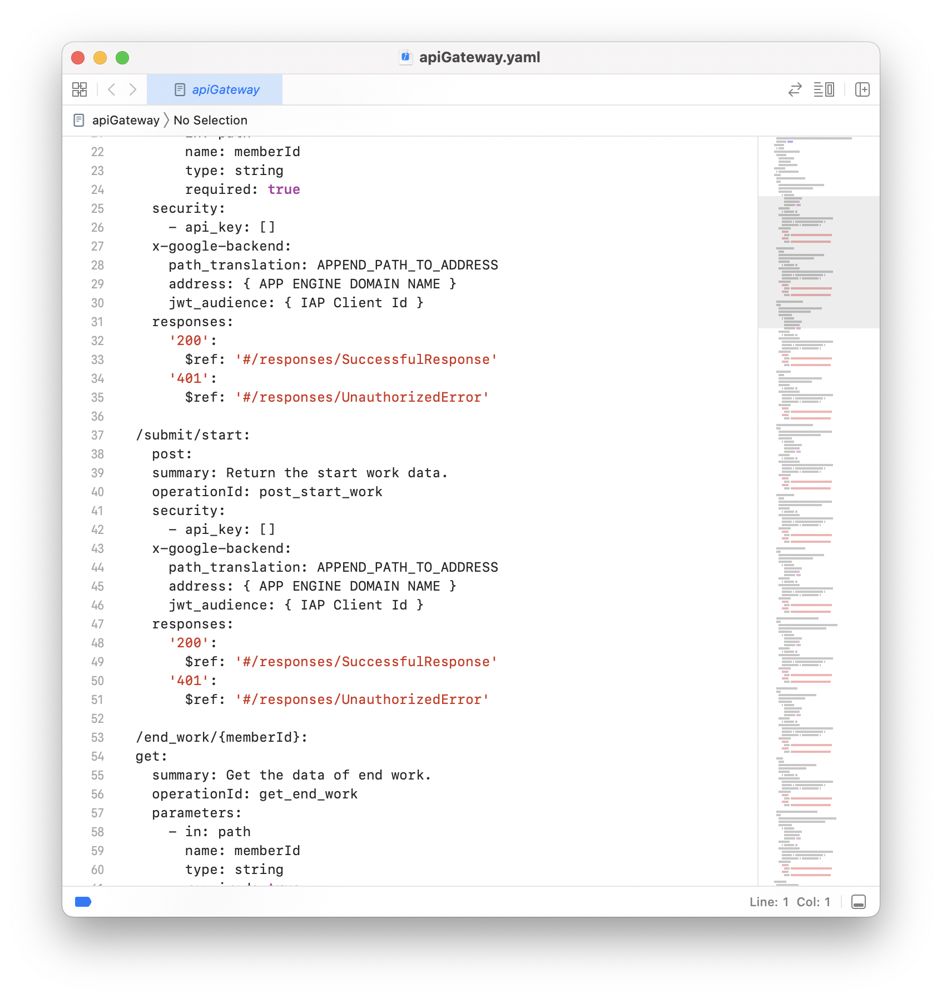 apiGateway.yaml
apiGateway
apiGateway 〉 No Selection
22 name: memberId
23 type: string
24 required: true
25 security:
26 - api_key: []
27 x-google-backend:
28 path_translation: APPEND_PATH_TO_ADDRESS
29 address: { APP ENGINE DOMAIN NAME }
30 jwt_audience: { IAP Client Id }
31 responses:
32 '200':
33 $ref: '#/responses/SuccessfulResponse'
34 '401':
35 $ref: '#/responses/UnauthorizedError'
36
37 /submit/start:
38 post:
39 summary: Return the start work data.
40 operationId: post_start_work
41 security:
42 - api_key: []
43 x-google-backend:
44 path_translation: APPEND_PATH_TO_ADDRESS
45 address: { APP ENGINE DOMAIN NAME }
46 jwt_audience: { IAP Client Id }
47 responses:
48 '200':
49 $ref: '#/responses/SuccessfulResponse'
50 '401':
51 $ref: '#/responses/UnauthorizedError'
52
53 /end_work/{memberId}:
54 get:
55 summary: Get the data of end work.
56 operationId: get_end_work
57 parameters:
58 - in: path
59 name: memberId
60 type: string
Line: 1 Col: 1